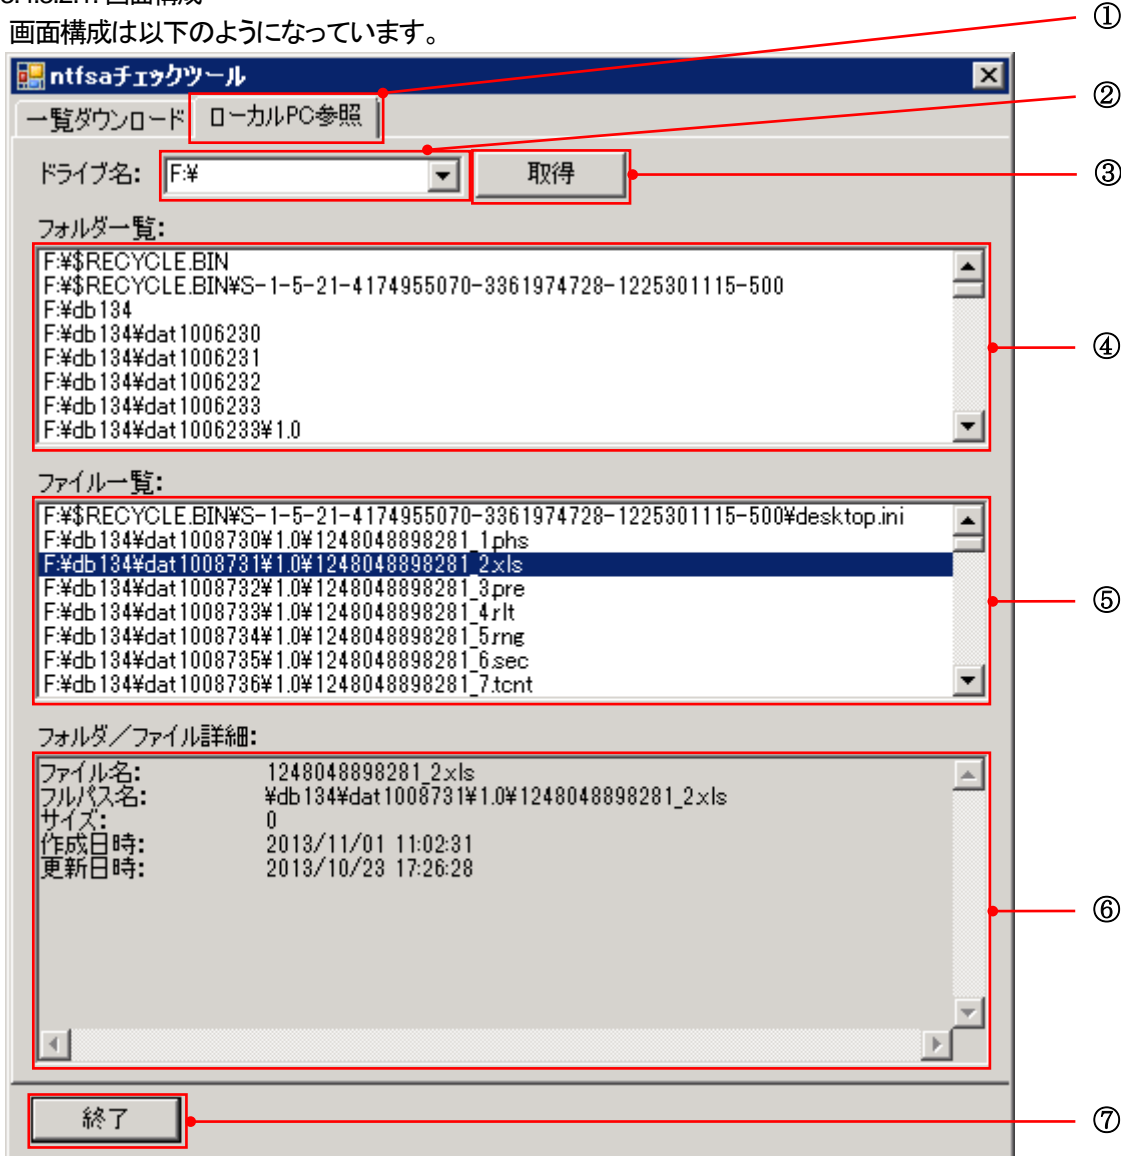 画面構成
画面構成は以下のようになっています。
①
ntfsaチェックツール
②
一覧ダウンロード ローカルPC参照
ドライブ名: F:¥ 取得 ③
フォルダ一覧:
F:¥$RECYCLE.BIN
F:¥$RECYCLE.BIN¥S-1-5-21-4174955070-3361974728-1225301115-500
F:¥db134
F:¥db134¥dat1006230
F:¥db134¥dat1006231
F:¥db134¥dat1006232
F:¥db134¥dat1006233
F:¥db134¥dat1006233¥1.0
④
ファイル一覧:
F:¥$RECYCLE.BIN¥S-1-5-21-4174955070-3361974728-1225301115-500¥desktop.ini
F:¥db134¥dat1008730¥1.0¥1248048898281_1.phs
F:¥db134¥dat1008731¥1.0¥1248048898281_2.xls
F:¥db134¥dat1008732¥1.0¥1248048898281_3.pre
F:¥db134¥dat1008733¥1.0¥1248048898281_4.rlt
F:¥db134¥dat1008734¥1.0¥1248048898281_5.rng
F:¥db134¥dat1008735¥1.0¥1248048898281_6.sec
F:¥db134¥dat1008736¥1.0¥1248048898281_7.tcnt
⑤
フォルダ／ファイル詳細:
ファイル名: 1248048898281_2.xls
フルパス名: ¥db134¥dat1008731¥1.0¥1248048898281_2.xls
サイズ: 0
作成日時: 2013/11/01 11:02:31
更新日時: 2013/10/23 17:26:28
⑥
終了 ⑦